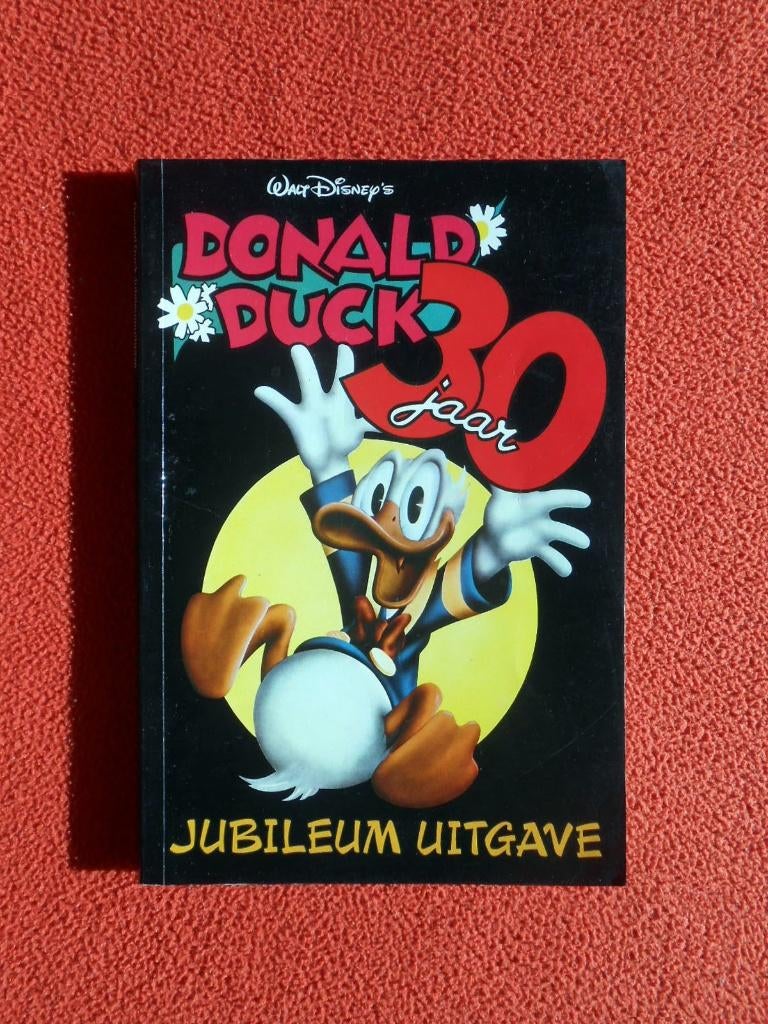 WALT DISNEY'S
DONALD
DUCK
30
jaar
JUBILEUM UITGAVE